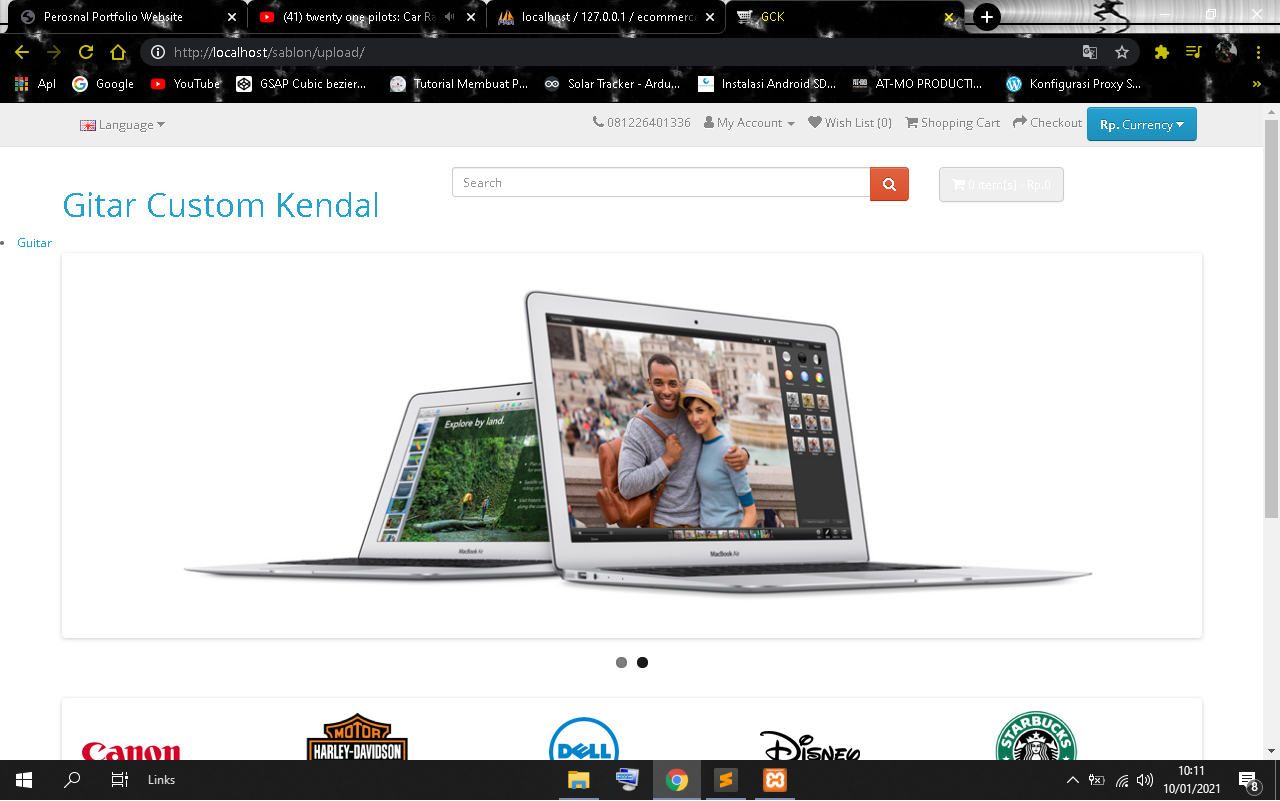 Perosnal Portfolio Website
(41) twenty one pilots: Car Ra
localhost / 127.0.0.1 / ecommerc
GCK
http://localhost/sablon/upload/
Apl
Google
YouTube
GSAP Cubic bezier...
Tutorial Membuat P...
Solar Tracker - Ardu...
Instalasi Android SD...
AT-MO PRODUCTI...
Konfigurasi Proxy S...
»
Language
081226401336
My Account
Wish List (0)
Shopping Cart
Checkout
Rp. Currency
Gitar Custom Kendal
Search
0 item(s) - Rp.0
Guitar
Explore by land.
MacBook Air
MacBook Air
Canon
MOTOR
HARLEY-DAVIDSON
DELL
Disney
STARBUCKS
Links
10:11
10/01/2021
8